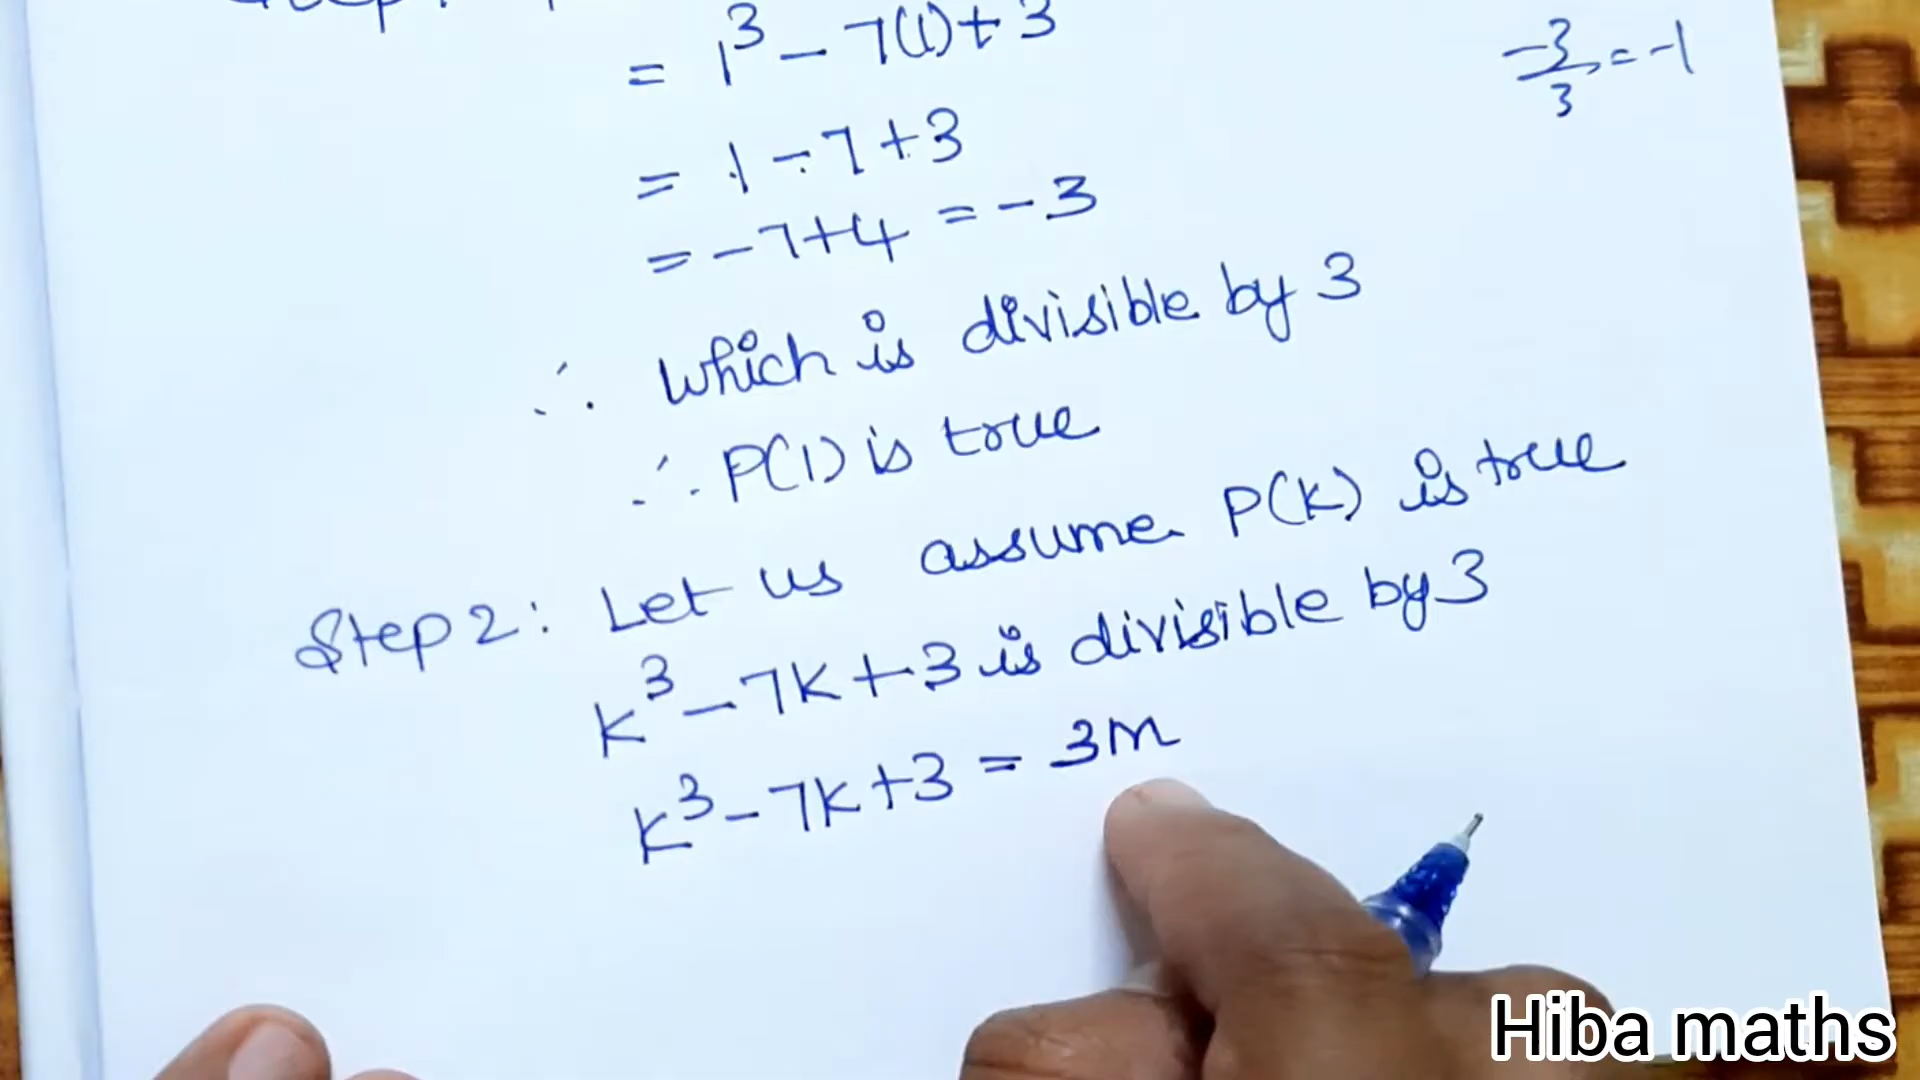 = 1³ - 7(1) + 3
-3/3 = -1
= 1 - 7 + 3
= -7 + 4 = -3
∴ which is divisible by 3
∴ P(1) is true
Step 2: Let us assume P(K) is true
K³ - 7K + 3 is divisible by 3
K³ - 7K + 3 = 3m
Hiba maths